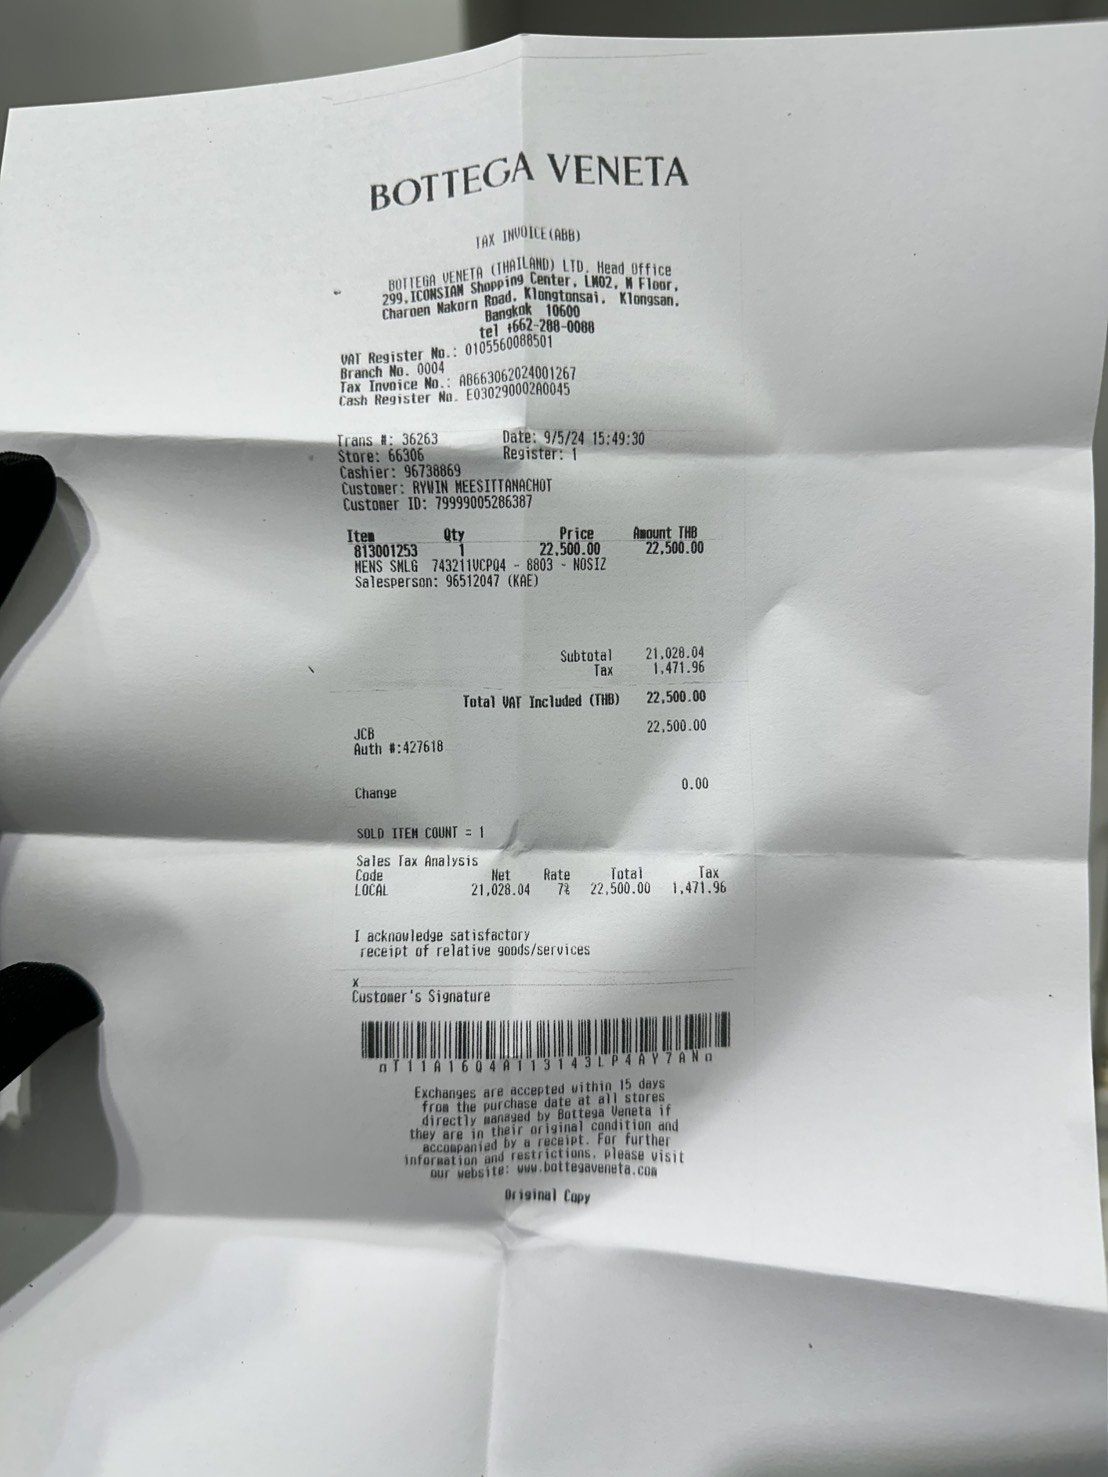 BOTTEGA VENETA
TAX INVOICE(ABB)
BOTTEGA VENETA (THAILAND) LTD. Head Office
299,ICONSIAM Shopping Center, LM02, M Floor,
Charoen Nakorn Road, Klongtonsai, Klongsan,
Bangkok 10600
tel +662-288-0088
VAT Register No.: 0105560088501
Branch No. 0004
Tax Invoice No.: AB663062024001267
Cash Register No. E030290002A0045
Trans #: 36263 Date: 9/5/24 15:49:30
Store: 66306 Register: 1
Cashier: 96738869
Customer: RYWIN MEESITTANACHOT
Customer ID: 79999005286387
Item Qty Price Amount THB
813001253 1 22,500.00 22,500.00
MENS SMLG 743211VCPQ4 - 8803 - NOSIZ
Salesperson: 96512047 (KAE)
Subtotal 21,028.04
Tax 1,471.96
Total VAT Included (THB) 22,500.00
JCB 22,500.00
Auth #:427618
Change 0.00
SOLD ITEM COUNT = 1
Sales Tax Analysis
Code Net Rate Total Tax
LOCAL 21,028.04 7% 22,500.00 1,471.96
I acknowledge satisfactory
receipt of relative goods/services
x
Customer's Signature
nT11A16Q4A113143LP4AY7ANn
Exchanges are accepted within 15 days
from the purchase date at all stores
directly managed by Bottega Veneta if
they are in their original condition and
accompanied by a receipt. For further
information and restrictions, please visit
our website: www.bottegaveneta.com
Original Copy